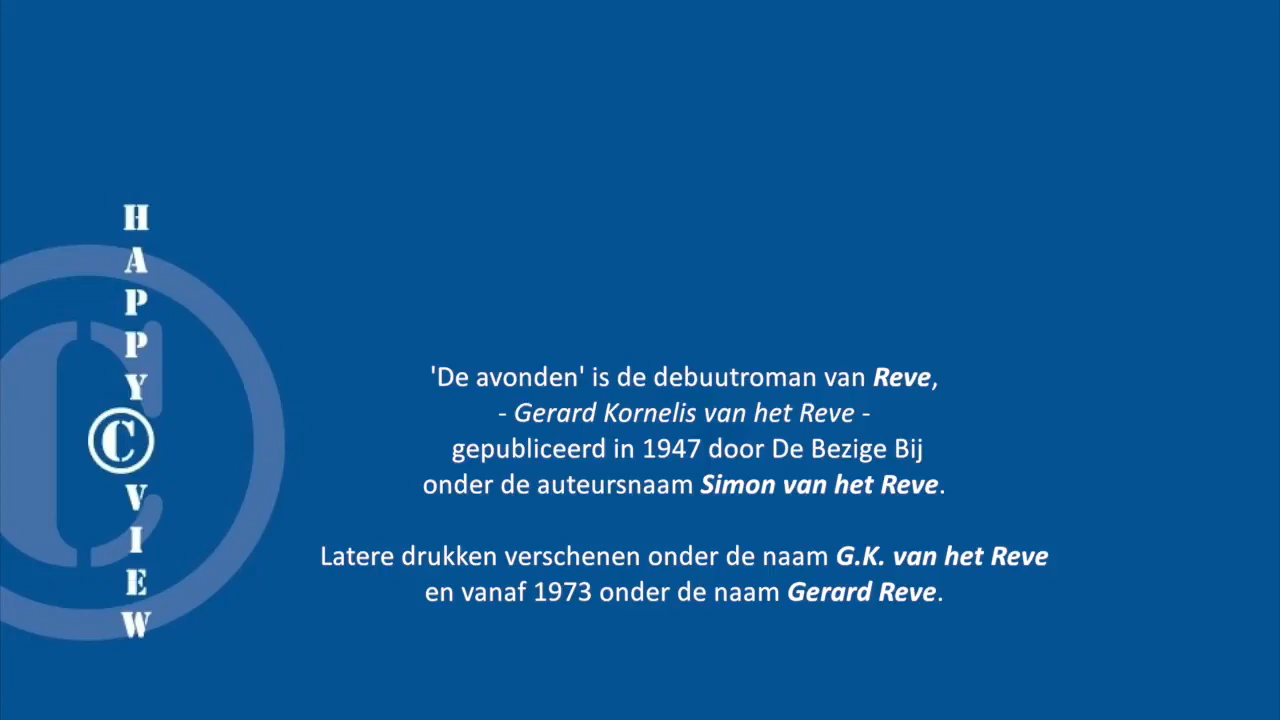 HAPPY©VIEW
'De avonden' is de debuutroman van Reve,
- Gerard Kornelis van het Reve -
gepubliceerd in 1947 door De Bezige Bij
onder de auteursnaam Simon van het Reve.
Latere drukken verschenen onder de naam G.K. van het Reve
en vanaf 1973 onder de naam Gerard Reve.